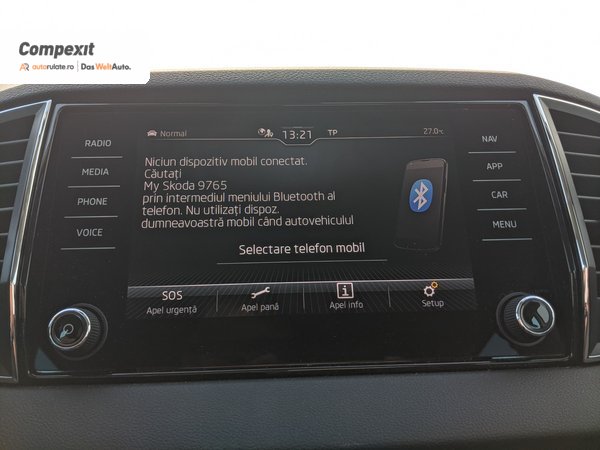 Compexit
autorulate.ro | Das WeltAuto.
Normal 13:21 TP 27.0°C
RADIO
MEDIA
PHONE
VOICE
Niciun dispozitiv mobil conectat.
Căutați
My Skoda 9765
prin intermediul meniului Bluetooth al
telefon. Nu utilizați dispoz.
dumneavoastră mobil când autovehiculul
Selectare telefon mobil
SOS
Apel urgență
Apel pană
Apel info
Setup
NAV
APP
CAR
MENU